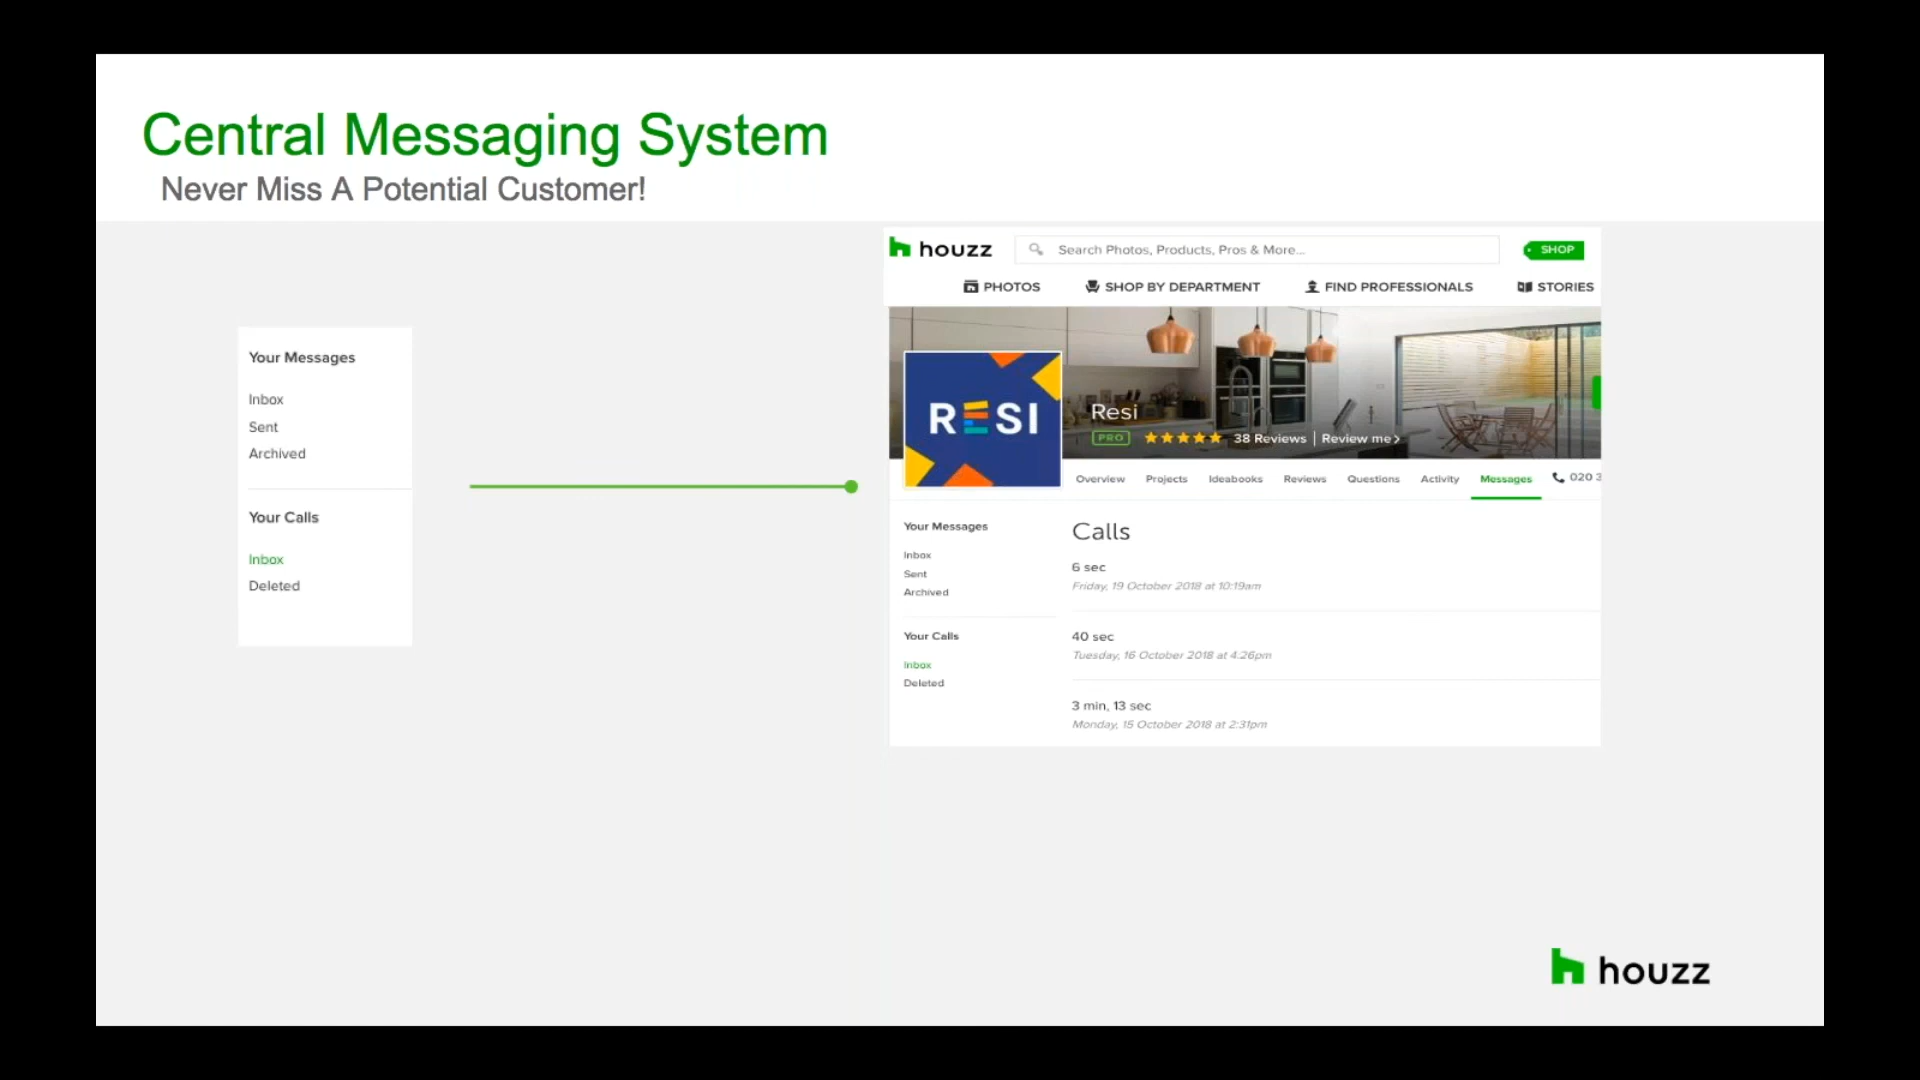 Central Messaging System
Never Miss A Potential Customer!
Your Messages
Inbox
Sent
Archived
Your Calls
Inbox
Deleted
houzz
Search Photos, Products, Pros & More...
SHOP
PHOTOS
SHOP BY DEPARTMENT
FIND PROFESSIONALS
STORIES
RESI
Resi
PRO
38 Reviews | Review me
Overview
Projects
Ideabooks
Reviews
Questions
Activity
Messages
020 3
Your Messages
Inbox
Sent
Archived
Your Calls
Inbox
Deleted
Calls
6 sec
Friday, 19 October 2018 at 10:19am
40 sec
Tuesday, 16 October 2018 at 4:26pm
3 min, 13 sec
Monday, 15 October 2018 at 2:31pm
houzz